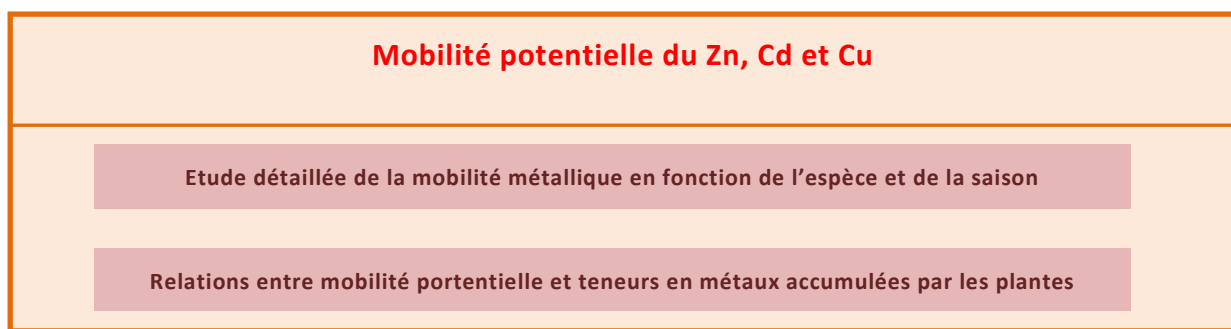 Mobilité potentielle du Zn, Cd et Cu
Etude détaillée de la mobilité métallique en fonction de l’espèce et de la saison
Relations entre mobilité portentielle et teneurs en métaux accumulées par les plantes